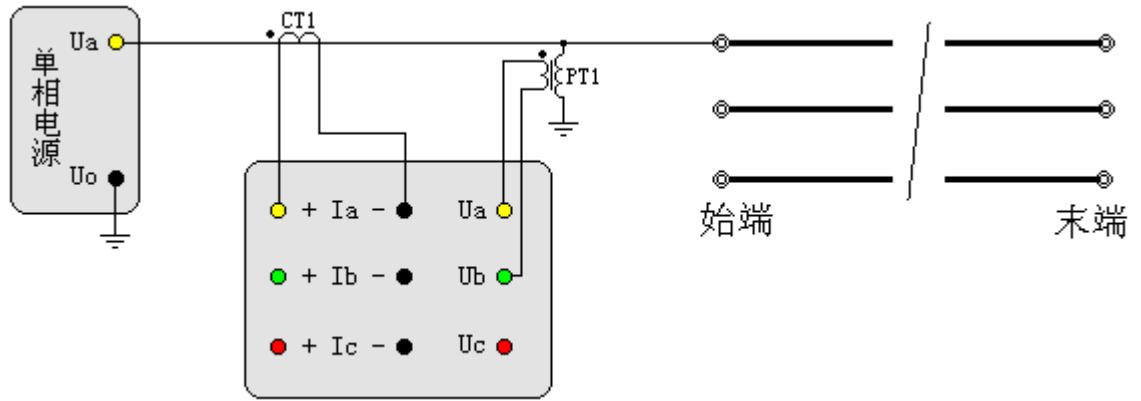 CT1
Ua
PT1
单相电源
Uo
+ Ia -
Ua
始端
末端
+ Ib -
Ub
+ Ic -
Uc